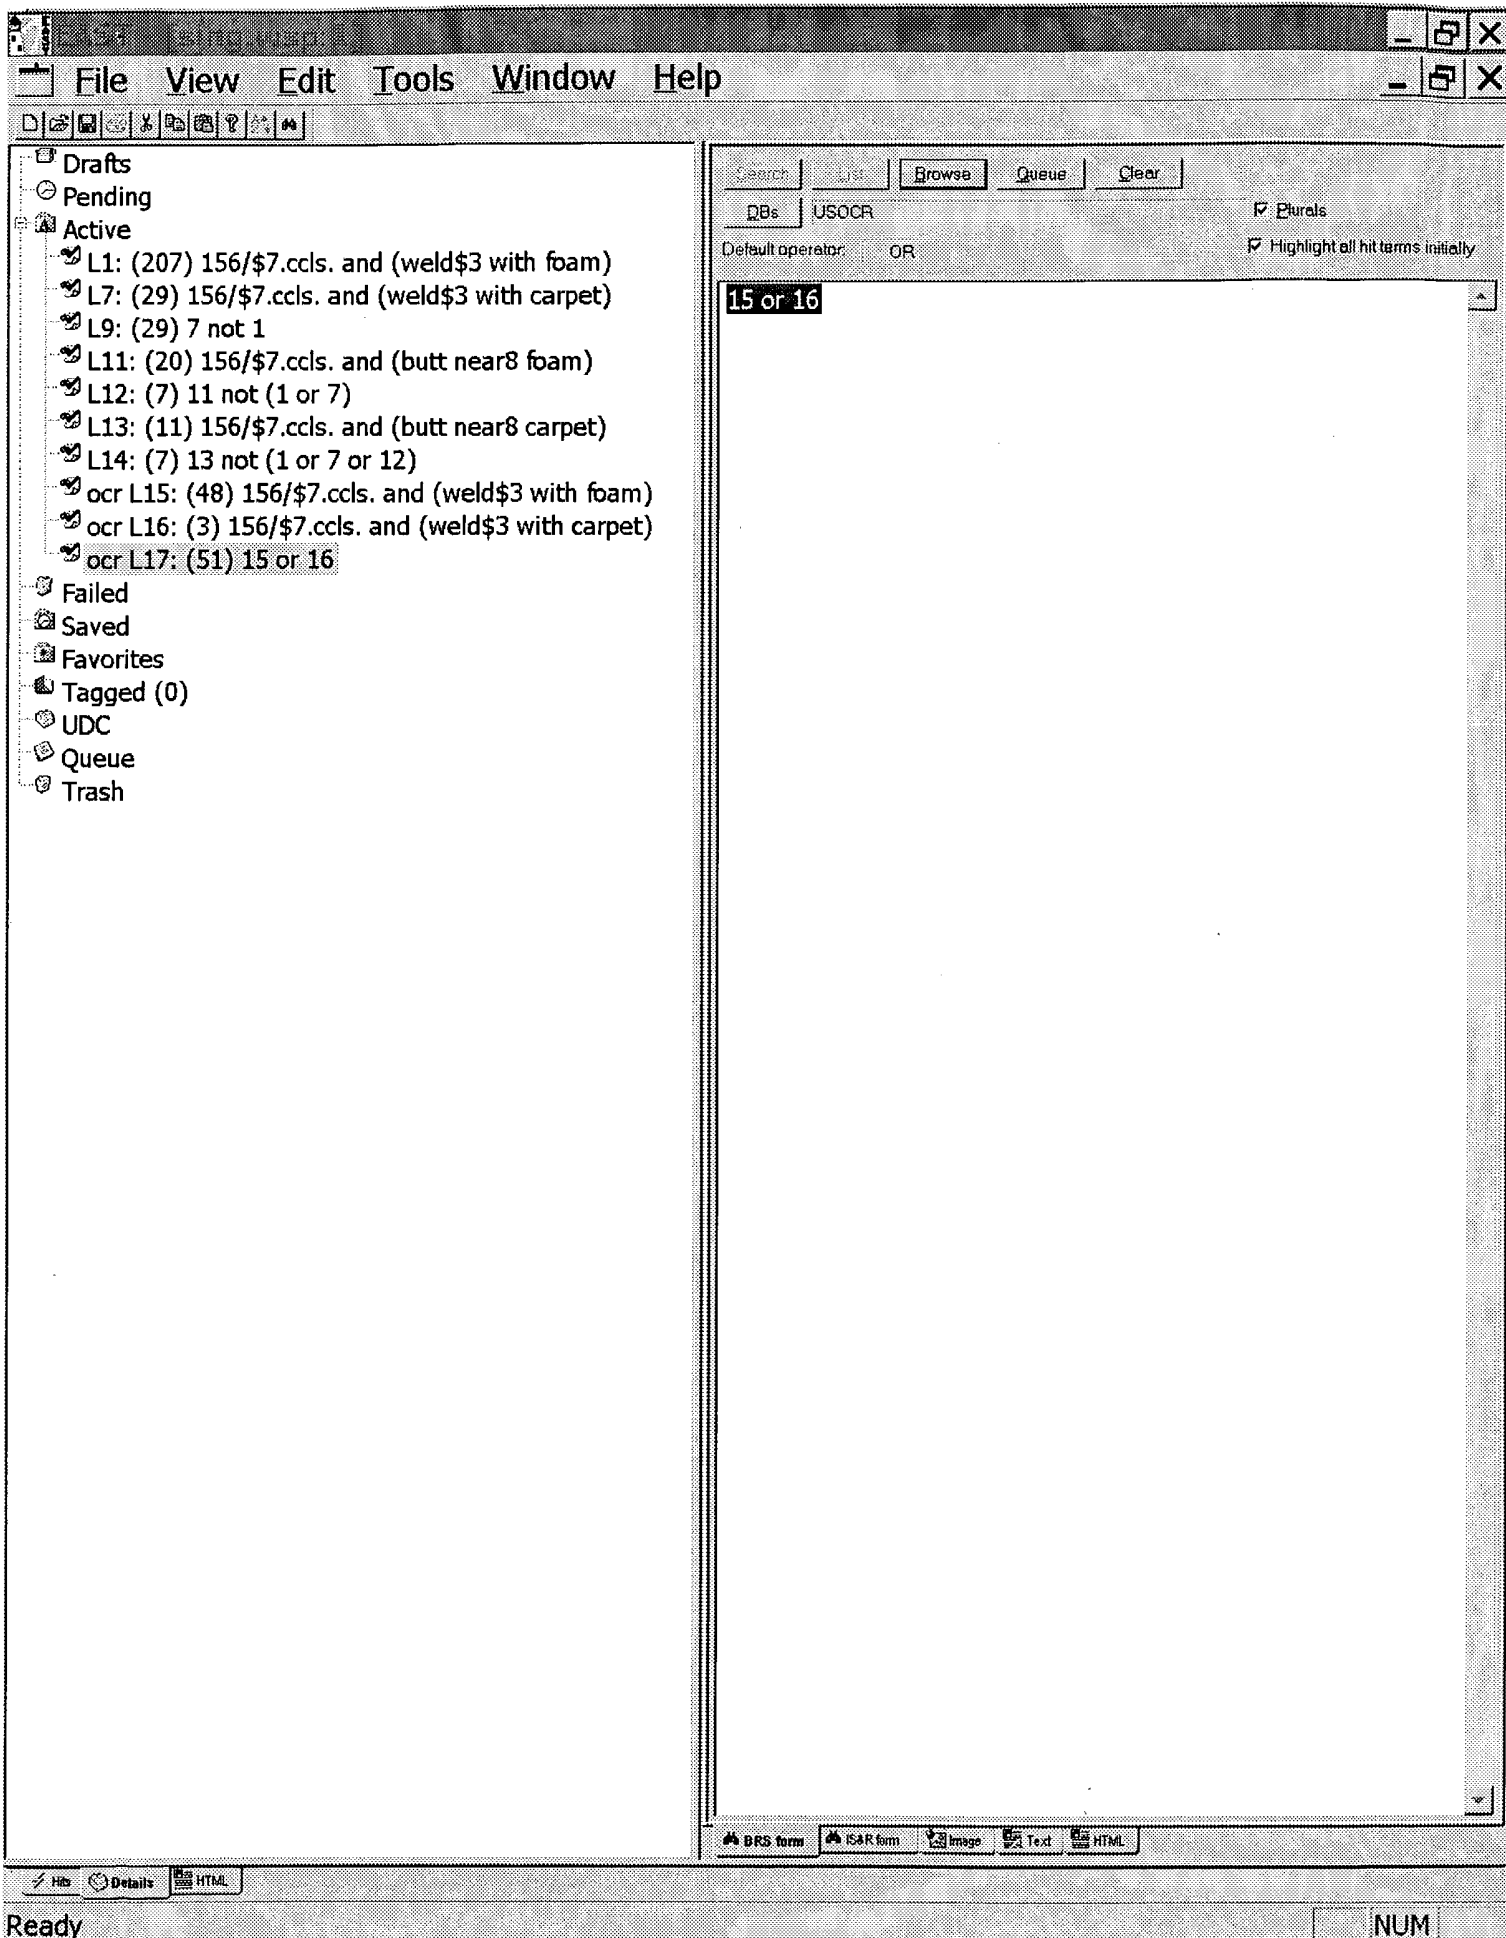 File View Edit Tools Window Help
Drafts
Pending
Active
L1: (207) 156/$7.ccls. and (weld$3 with foam)
L7: (29) 156/$7.ccls. and (weld$3 with carpet)
L9: (29) 7 not 1
L11: (20) 156/$7.ccls. and (butt near8 foam)
L12: (7) 11 not (1 or 7)
L13: (11) 156/$7.ccls. and (butt near8 carpet)
L14: (7) 13 not (1 or 7 or 12)
ocr L15: (48) 156/$7.ccls. and (weld$3 with foam)
ocr L16: (3) 156/$7.ccls. and (weld$3 with carpet)
ocr L17: (51) 15 or 16
Failed
Saved
Favorites
Tagged (0)
UDC
Queue
Trash
Search List Browse Queue Clear
DBs USOCR Plurals
Default operator: OR Highlight all hit terms initially
15 or 16
BRS form IS&R form Image Text HTML
Hits Details HTML
Ready NUM